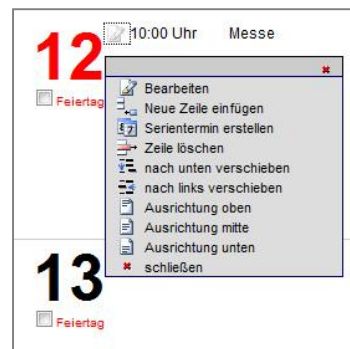 12 10:00 Uhr Messe
Feiertag
Bearbeiten
Neue Zeile einfügen
Serientermin erstellen
Zeile löschen
nach unten verschieben
nach links verschieben
Ausrichtung oben
Ausrichtung mitte
Ausrichtung unten
schließen
13
Feiertag